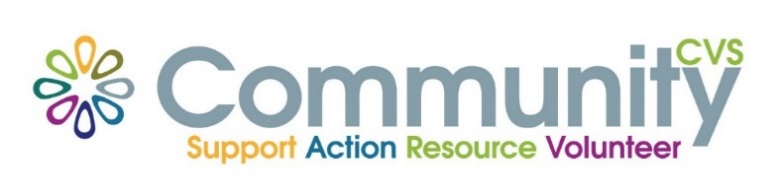 Community CVS
Support Action Resource Volunteer